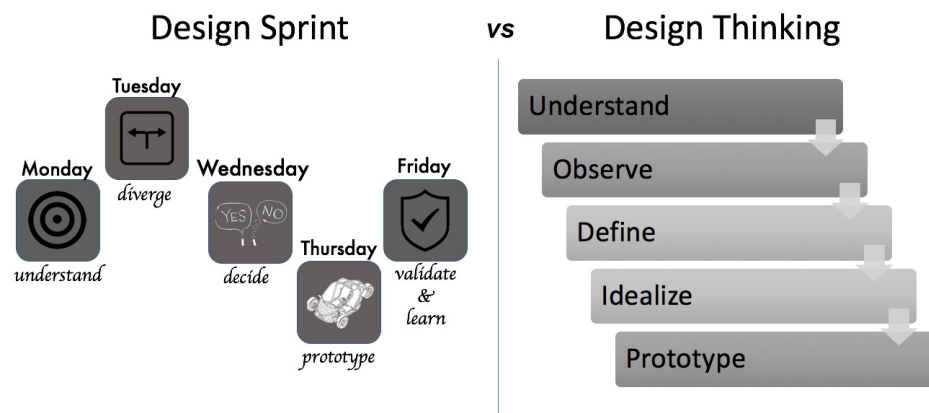 Design Sprint vs Design Thinking
Monday
understand
Tuesday
diverge
Wednesday
YES NO
decide
Thursday
prototype
Friday
validate
&
learn
Understand
Observe
Define
Idealize
Prototype